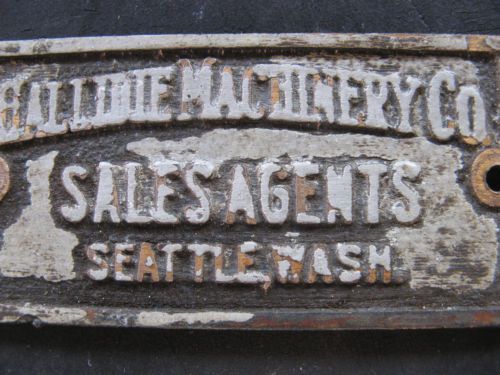 HALLIDIE MACHINERY CO.
SALES AGENTS
SEATTLE, WASH.